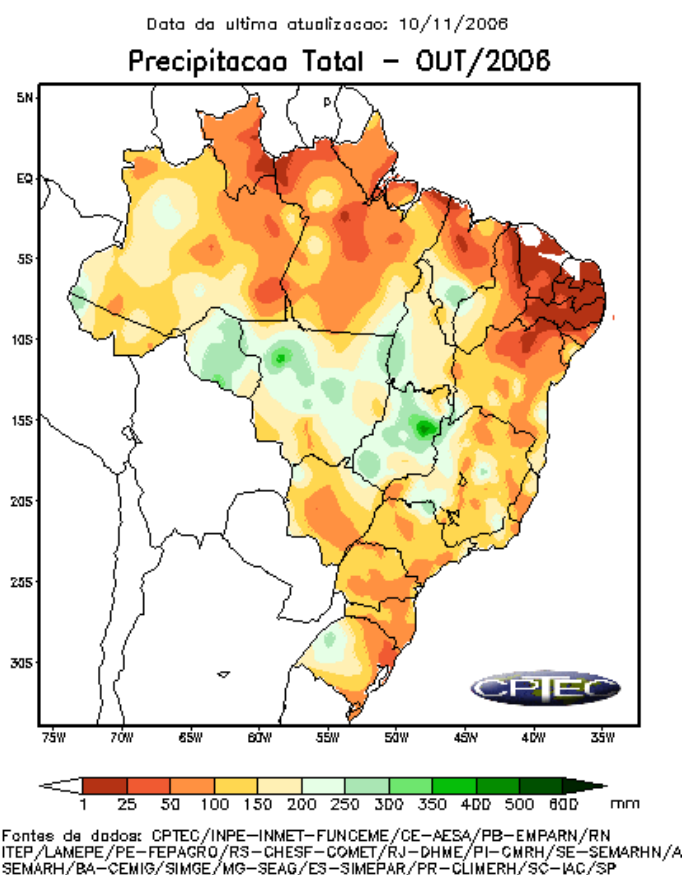 Data da ultima atualizacao: 10/11/2006
Precipitacao Total – OUT/2006
5N
EQ
5S
10S
15S
20S
25S
30S
75W 70W 65W 60W 55W 50W 45W 40W 35W
CPTEC
1 25 50 100 150 200 250 300 350 400 500 600 mm
Fontes de dados: CPTEC/INPE–INMET–FUNCEME/CE–AESA/PB–EMPARN/RN
ITEP/LAMEPE/PE–FEPAGRO/RS–CHESF–COMET/RJ–DHME/PI–CMRH/SE–SEMARHN/A
SEMARH/BA–CEMIG/SIMGE/MG–SEAG/ES–SIMEPAR/PR–CLIMERH/SC–IAC/SP